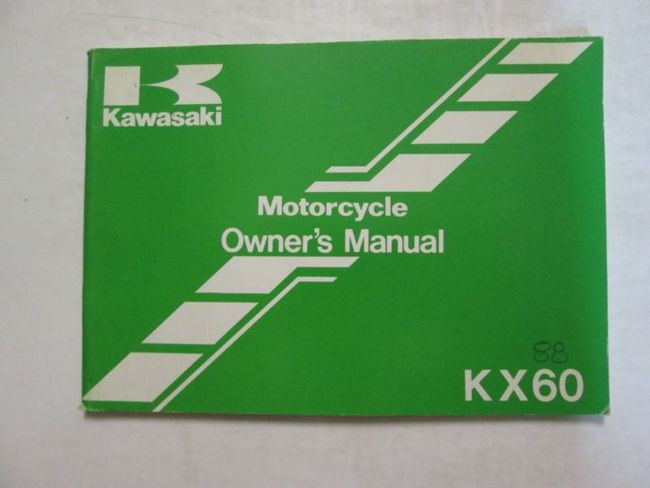 Kawasaki
Motorcycle
Owner's Manual
88
KX60